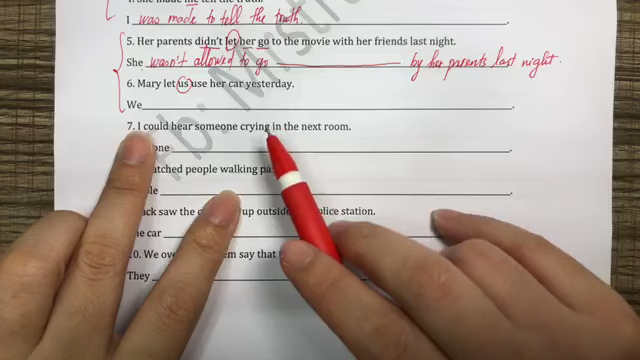 4. She made me tell the truth.
I was made to tell the truth.
5. Her parents didn't let her go to the movie with her friends last night.
She wasn't allowed to go by her parents last night.
6. Mary let us use her car yesterday.
We
7. I could hear someone crying in the next room.
one
tched people walking pa
le
ck saw the c up outsid lice station.
e car
10. We ov em say that
They